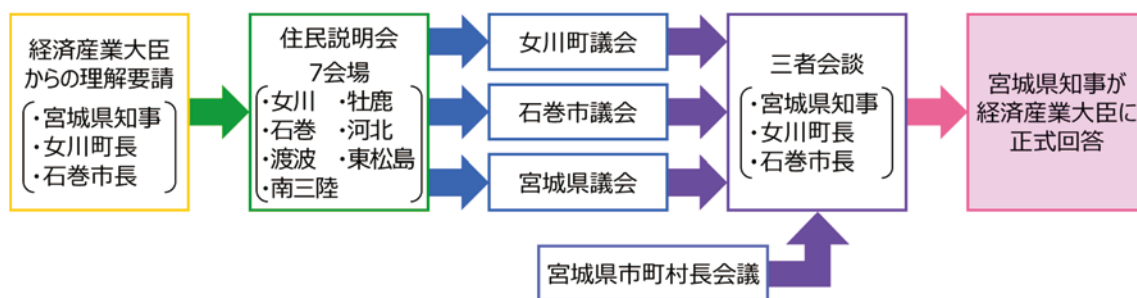 経済産業大臣
からの理解要請
・宮城県知事
・女川町長
・石巻市長
住民説明会
7会場
・女川 ・牡鹿
・石巻 ・河北
・渡波 ・東松島
・南三陸
女川町議会
石巻市議会
宮城県議会
三者会談
・宮城県知事
・女川町長
・石巻市長
宮城県市町村長会議
宮城県知事が
経済産業大臣に
正式回答